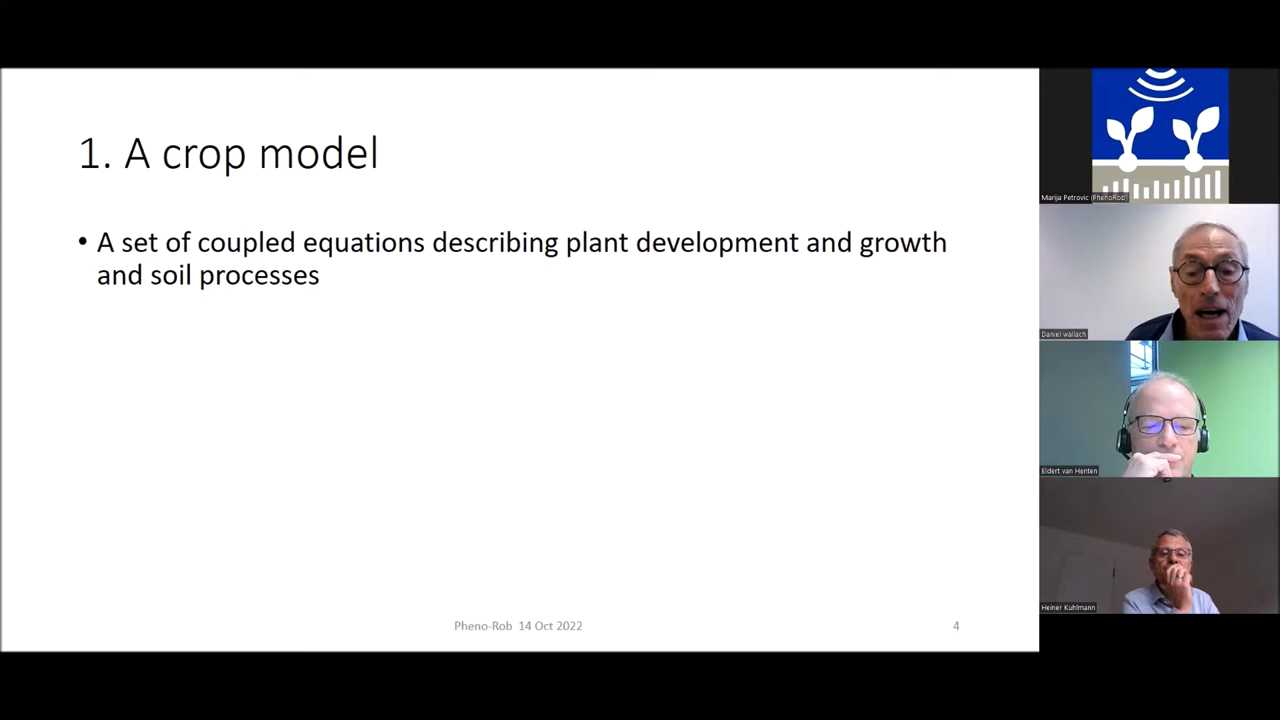 1. A crop model
• A set of coupled equations describing plant development and growth
and soil processes
Pheno-Rob 14 Oct 2022
4
Marija Petrovic (PhenoRob)
Daniel wallach
Eldert van Henten
Heiner Kuhlmann